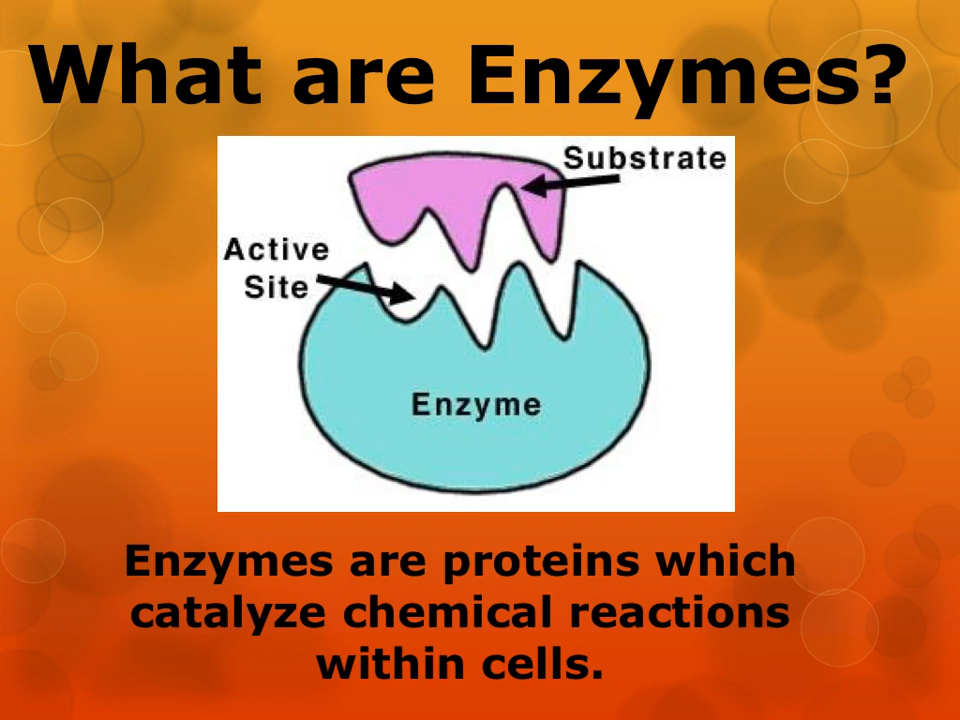 What are Enzymes?
Substrate
Active
Site
Enzyme
Enzymes are proteins which
catalyze chemical reactions
within cells.